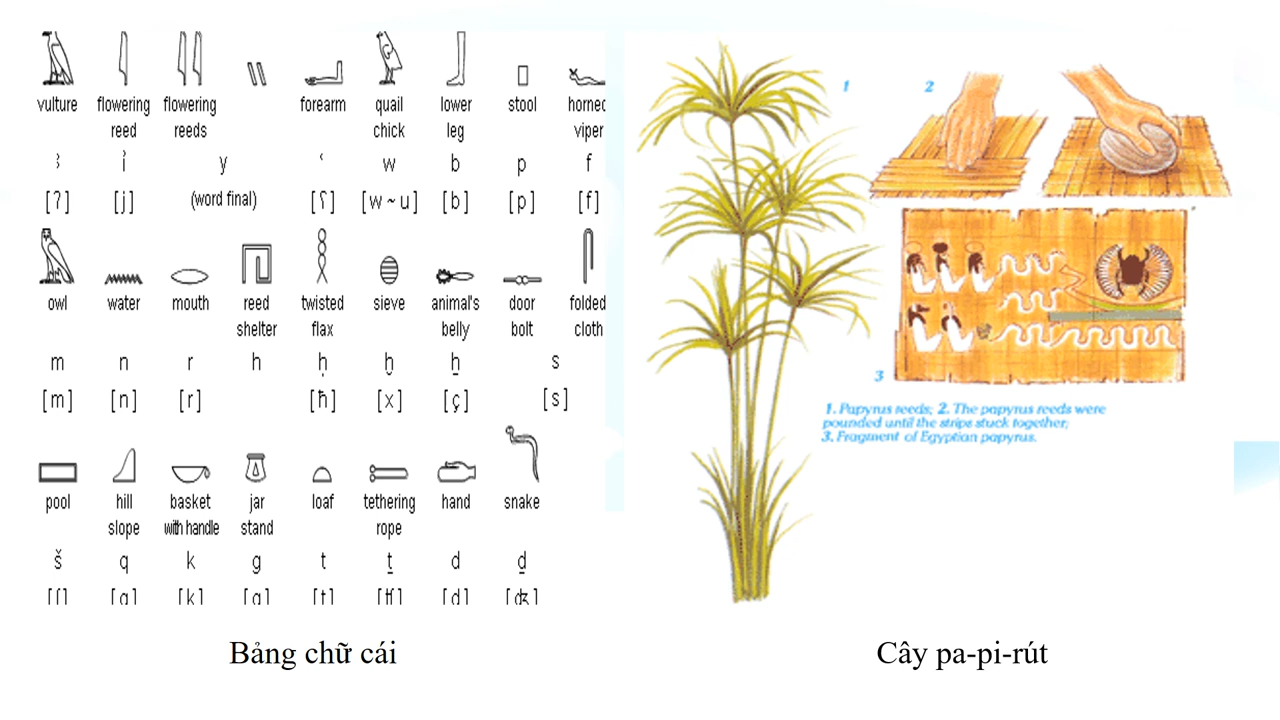 vulture flowering flowering forearm quail lower stool horned
reed reeds chick leg viper
ꜣ ỉ y ꜥ w b p f
[ʔ] [j] (word final) [ʕ] [w ~ u] [b] [p] [f]
owl water mouth reed twisted sieve animal's door folded
shelter flax belly bolt cloth
m n r h ḥ ḫ ẖ s
[m] [n] [r] [ħ] [x] [ç] [s]
pool hill basket jar loaf tethering hand snake
slope with handle stand rope
š q k g t ṯ d ḏ
[ʃ] [q] [k] [g] [t] [ʧ] [d] [ʤ]
Bảng chữ cái
1 2
3
1. Papyrus reeds; 2. The papyrus reeds were
pounded until the strips stuck together;
3. Fragment of Egyptian papyrus.
Cây pa-pi-rút